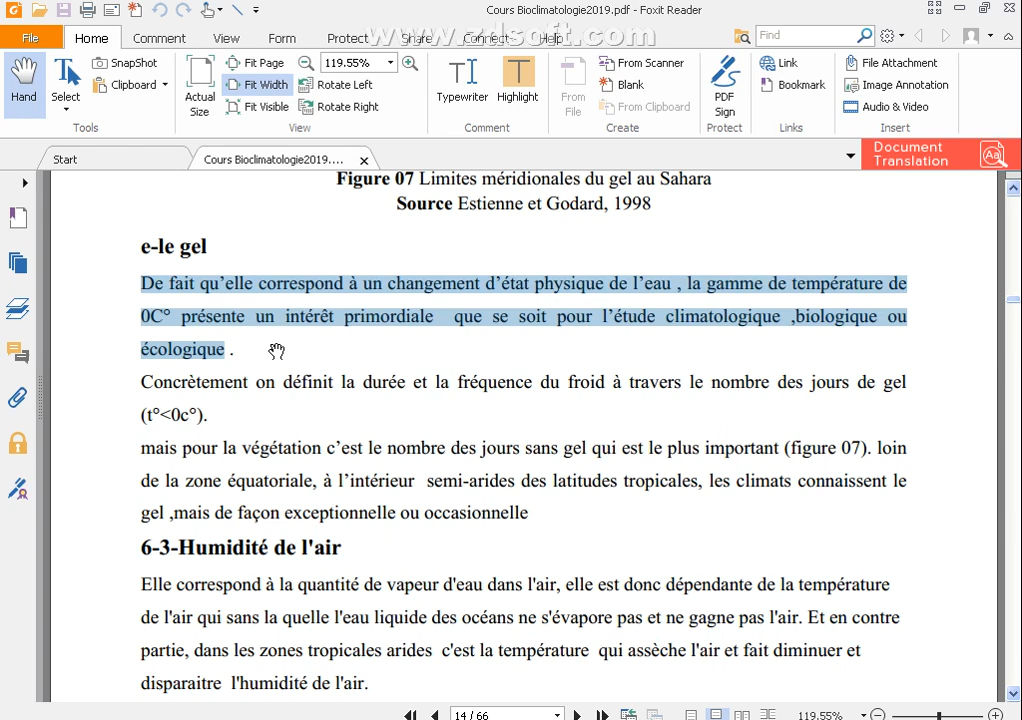 Cours Bioclimatologie2019.pdf - Foxit Reader
File Home Comment View Form Protect Share Connect Help Find
www.zdsoft.com
Hand
Select
SnapShot
Clipboard
Tools
Actual Size
Fit Page
Fit Width
Fit Visible
119.55%
Rotate Left
Rotate Right
View
Typewriter
Highlight
Comment
From File
From Scanner
Blank
From Clipboard
Create
PDF Sign
Protect
Link
Bookmark
Links
File Attachment
Image Annotation
Audio & Video
Insert
Start
Cours Bioclimatologie2019....
Document
Translation
Figure 07 Limites méridionales du gel au Sahara
Source Estienne et Godard, 1998
e-le gel
De fait qu’elle correspond à un changement d’état physique de l’eau , la gamme de température de
0C° présente un intérêt primordiale que se soit pour l’étude climatologique ,biologique ou
écologique .
Concrètement on définit la durée et la fréquence du froid à travers le nombre des jours de gel
(t°<0c°).
mais pour la végétation c’est le nombre des jours sans gel qui est le plus important (figure 07). loin
de la zone équatoriale, à l’intérieur semi-arides des latitudes tropicales, les climats connaissent le
gel ,mais de façon exceptionnelle ou occasionnelle
6-3-Humidité de l'air
Elle correspond à la quantité de vapeur d'eau dans l'air, elle est donc dépendante de la température
de l'air qui sans la quelle l'eau liquide des océans ne s'évapore pas et ne gagne pas l'air. Et en contre
partie, dans les zones tropicales arides c'est la température qui assèche l'air et fait diminuer et
disparaitre l'humidité de l'air.
14 / 66
119.55%